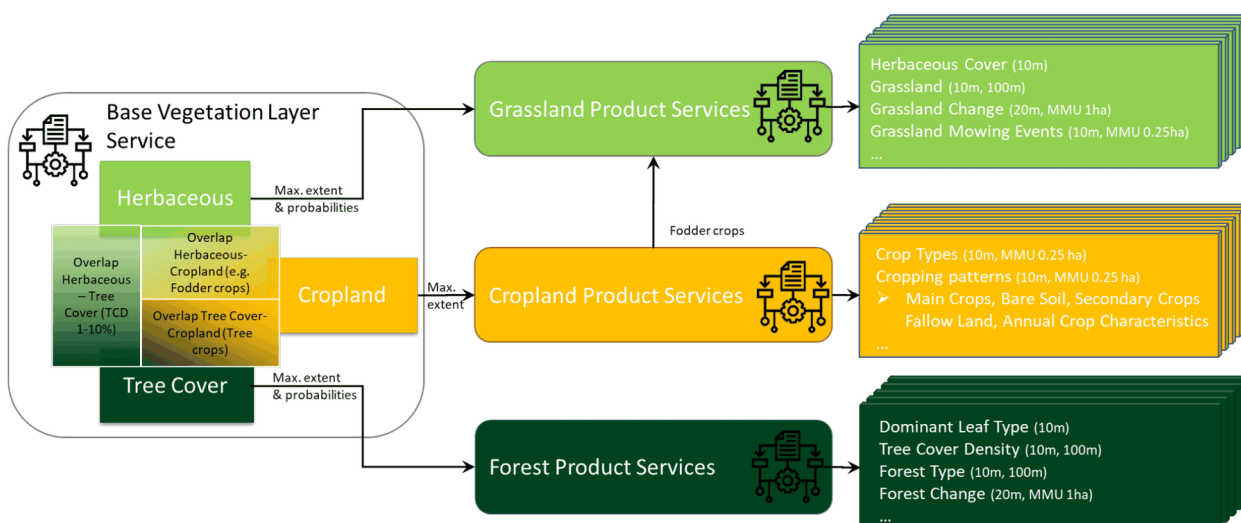 Base Vegetation Layer
Service
Herbaceous
Overlap
Herbaceous
– Tree
Cover (TCD
1-10%)
Overlap
Herbaceous-
Cropland (e.g.
Fodder crops)
Overlap Tree Cover-
Cropland (Tree
crops)
Cropland
Tree Cover
Max. extent
& probabilities
Max.
extent
Max. extent
& probabilities
Grassland Product Services
Fodder crops
Cropland Product Services
Forest Product Services
Herbaceous Cover (10m)
Grassland (10m, 100m)
Grassland Change (20m, MMU 1ha)
Grassland Mowing Events (10m, MMU 0.25ha)
...
Crop Types (10m, MMU 0.25 ha)
Cropping patterns (10m, MMU 0.25 ha)
➢ Main Crops, Bare Soil, Secondary Crops
Fallow Land, Annual Crop Characteristics
...
Dominant Leaf Type (10m)
Tree Cover Density (10m, 100m)
Forest Type (10m, 100m)
Forest Change (20m, MMU 1ha)
...